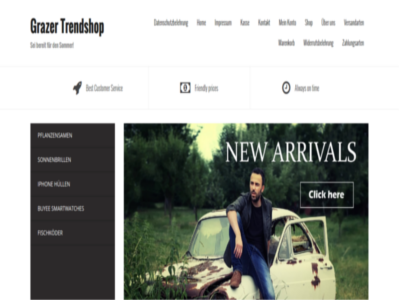 Grazer Trendshop
Sei bereit für den Sommer!
Datenschutzbelehrung Home Impressum Kasse Kontakt Mein Konto Shop Über uns Versandarten
Warenkorb Widerrufsbelehrung Zahlungsarten
Best Customer Service
Friendly prices
Always on time
PFLANZENSAMEN
SONNENBRILLEN
IPHONE HÜLLEN
BUYEE SMARTWATCHES
FISCHKÖDER
NEW ARRIVALS
Click here